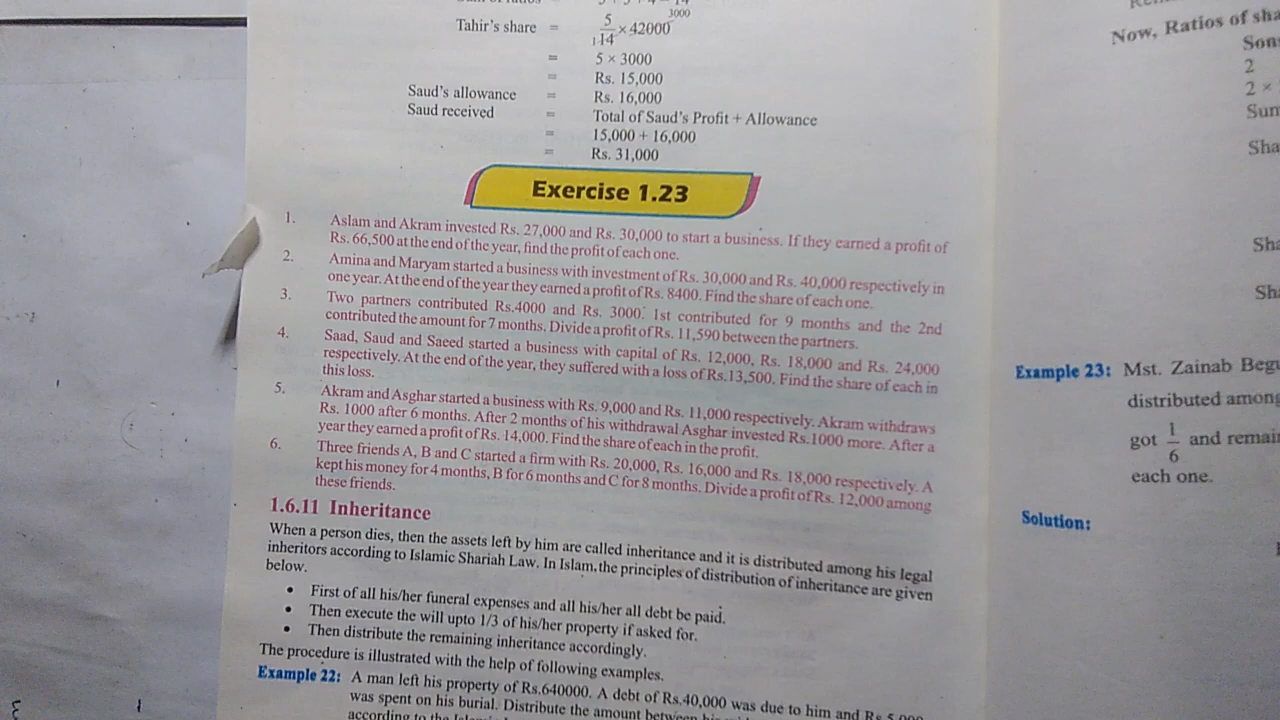 3000
Tahir's share = 5/14 × 42000
= 5 × 3000
= Rs. 15,000
Saud's allowance = Rs. 16,000
Saud received = Total of Saud's Profit + Allowance
= 15,000 + 16,000
= Rs. 31,000
Exercise 1.23
1. Aslam and Akram invested Rs. 27,000 and Rs. 30,000 to start a business. If they earned a profit of
Rs. 66,500 at the end of the year, find the profit of each one.
2. Amina and Maryam started a business with investment of Rs. 30,000 and Rs. 40,000 respectively in
one year. At the end of the year they earned a profit of Rs. 8400. Find the share of each one.
3. Two partners contributed Rs.4000 and Rs. 3000. 1st contributed for 9 months and the 2nd
contributed the amount for 7 months. Divide a profit of Rs. 11,590 between the partners.
4. Saad, Saud and Saeed started a business with capital of Rs. 12,000, Rs. 18,000 and Rs. 24,000
respectively. At the end of the year, they suffered with a loss of Rs.13,500. Find the share of each in
this loss.
5. Akram and Asghar started a business with Rs. 9,000 and Rs. 11,000 respectively. Akram withdraws
Rs. 1000 after 6 months. After 2 months of his withdrawal Asghar invested Rs.1000 more. After a
year they earned a profit of Rs. 14,000. Find the share of each in the profit.
6. Three friends A, B and C started a firm with Rs. 20,000, Rs. 16,000 and Rs. 18,000 respectively. A
kept his money for 4 months, B for 6 months and C for 8 months. Divide a profit of Rs. 12,000 among
these friends.
1.6.11 Inheritance
When a person dies, then the assets left by him are called inheritance and it is distributed among his legal
inheritors according to Islamic Shariah Law. In Islam, the principles of distribution of inheritance are given
below.
• First of all his/her funeral expenses and all his/her all debt be paid.
• Then execute the will upto 1/3 of his/her property if asked for.
• Then distribute the remaining inheritance accordingly.
The procedure is illustrated with the help of following examples.
Example 22: A man left his property of Rs.640000. A debt of Rs.40,000 was due to him and Rs 5,000
was spent on his burial. Distribute the amount between
according to the
Now, Ratios of sha
Son
2
2 ×
Sum
Sha
Sha
Sha
Example 23: Mst. Zainab Begu
distributed among
got 1/6 and remain
each one.
Solution: